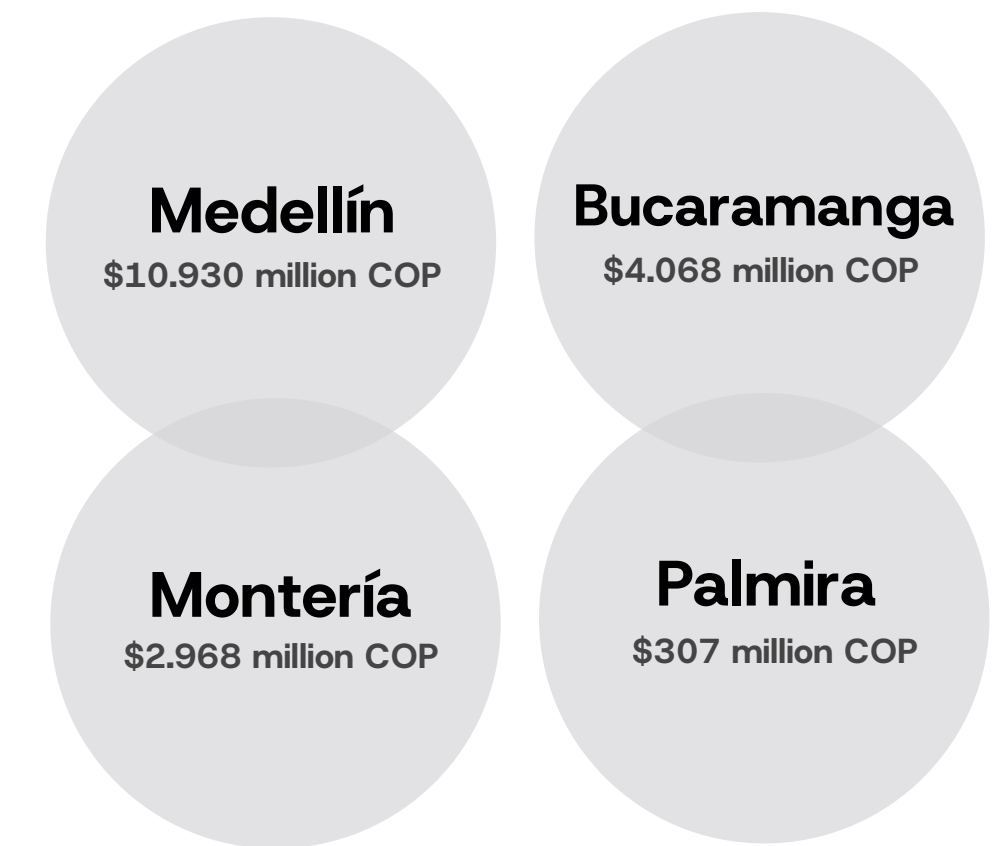 Medellín
$10.930 million COP
Bucaramanga
$4.068 million COP
Montería
$2.968 million COP
Palmira
$307 million COP